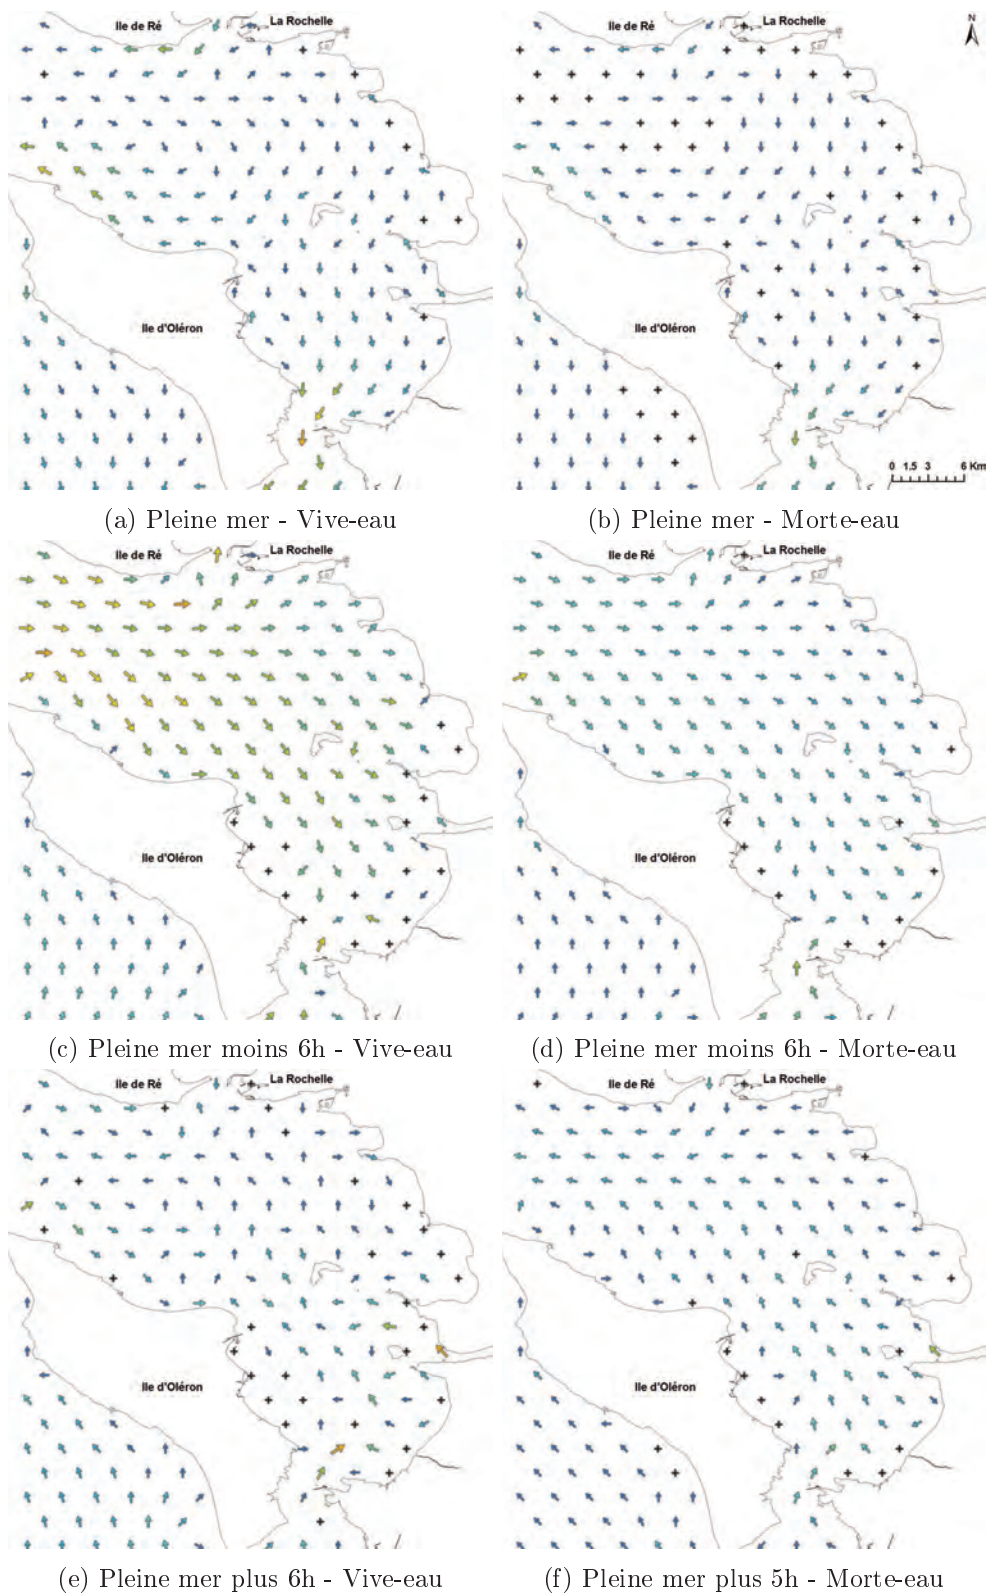 Ile de Ré
La Rochelle
Ile d'Oléron
(a) Pleine mer - Vive-eau
Ile de Ré
La Rochelle
N
Ile d'Oléron
0 1.5 3 6 Km
(b) Pleine mer - Morte-eau
Ile de Ré
La Rochelle
Ile d'Oléron
(c) Pleine mer moins 6h - Vive-eau
Ile de Ré
La Rochelle
Ile d'Oléron
(d) Pleine mer moins 6h - Morte-eau
Ile de Ré
La Rochelle
Ile d'Oléron
(e) Pleine mer plus 6h - Vive-eau
Ile de Ré
La Rochelle
Ile d'Oléron
(f) Pleine mer plus 5h - Morte-eau